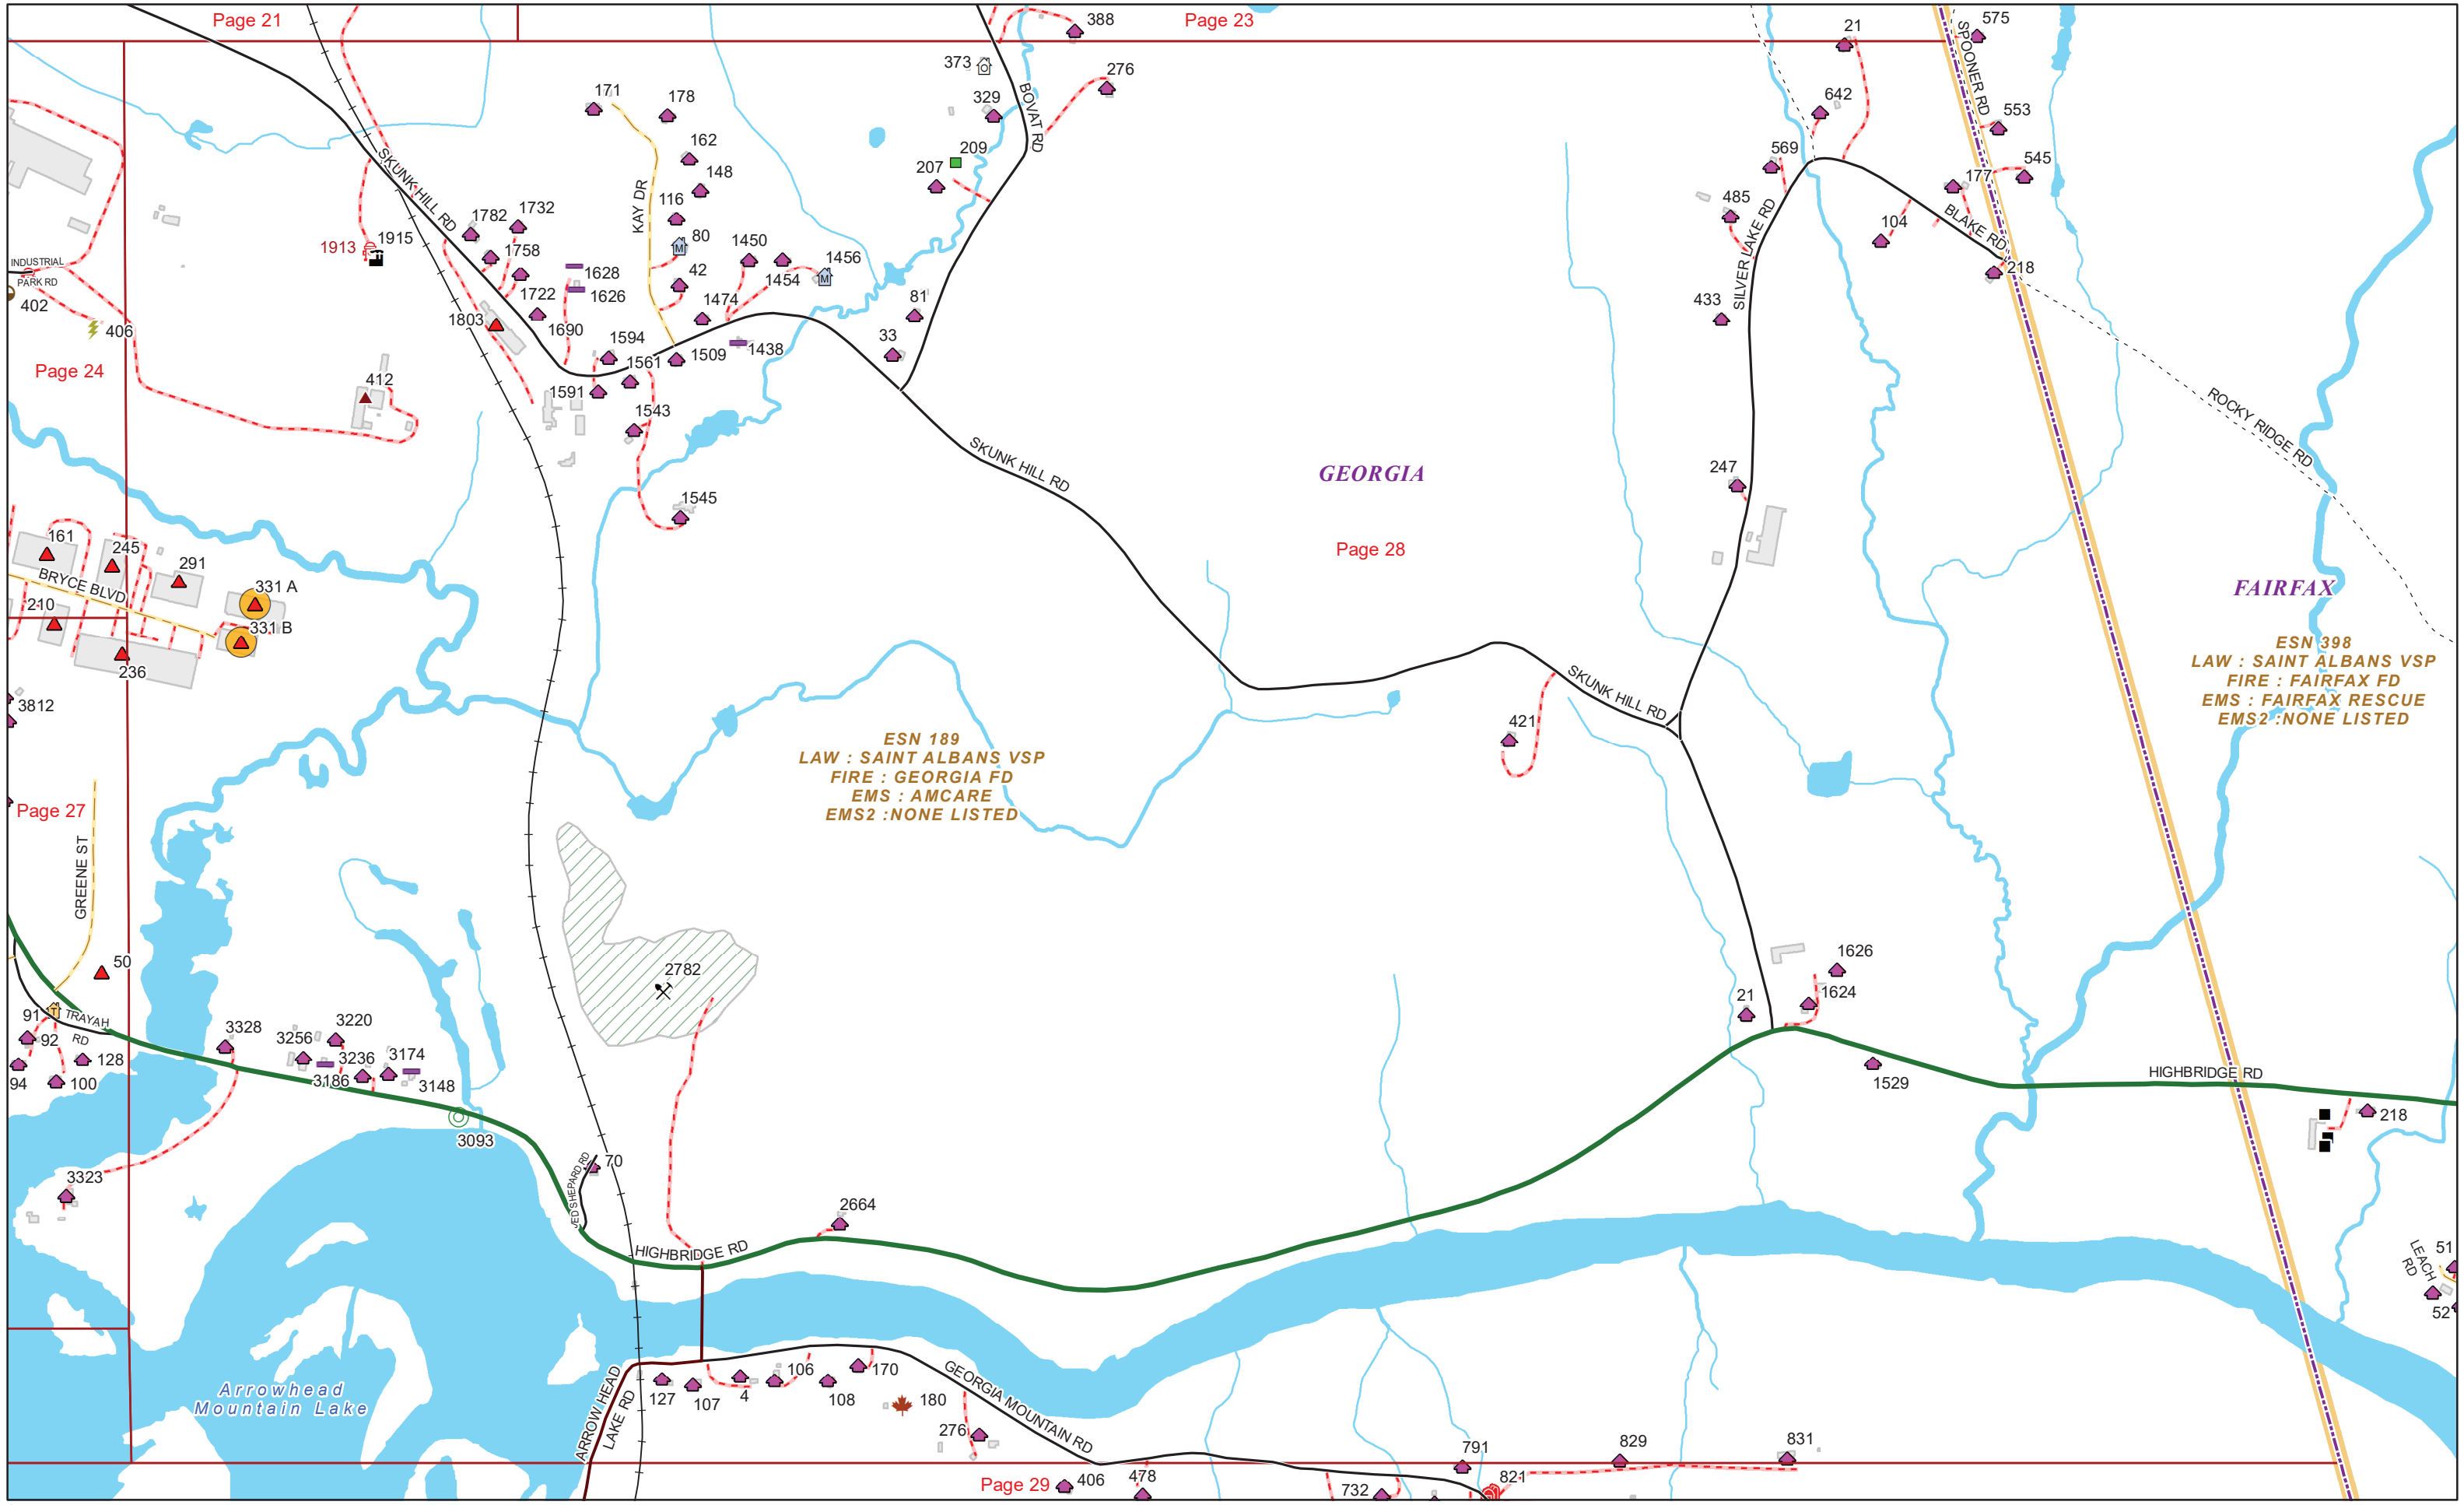 Page 21
Page 23
388
373
276
329
BOVAT RD
209
207
81
33
21
575
SPOONER RD
642
553
569
545
177
485
104
BLAKE RD
218
SILVER LAKE RD
433
247
ROCKY RIDGE RD
171
178
162
148
KAY DR
116
80
42
1450
1454
1456
1474
1438
1509
SKUNK HILL RD
1782
1732
1758
1722
1690
1628
1626
1594
1561
1591
1543
1545
1913
1915
1803
INDUSTRIAL
PARK RD
402
406
Page 24
412
SKUNK HILL RD
GEORGIA
Page 28
FAIRFAX
161
245
291
BRYCE BLVD
331 A
210
331 B
236
3812
ESN 398
LAW : SAINT ALBANS VSP
FIRE : FAIRFAX FD
EMS : FAIRFAX RESCUE
EMS2 :NONE LISTED
SKUNK HILL RD
421
ESN 189
LAW : SAINT ALBANS VSP
FIRE : GEORGIA FD
EMS : AMCARE
EMS2 :NONE LISTED
Page 27
GREENE ST
50
2782
1626
1624
21
1529
HIGHBRIDGE RD
218
91
TRAYAH
RD
92
128
94
100
3328
3256
3220
3236
3174
3186
3148
3093
3323
JED SHEPARD RD
70
2664
HIGHBRIDGE RD
LEACH
RD
51
52
Arrowhead
Mountain Lake
ARROW HEAD
LAKE RD
127
107
4
106
108
170
180
GEORGIA MOUNTAIN RD
276
Page 29
406
478
732
791
821
829
831